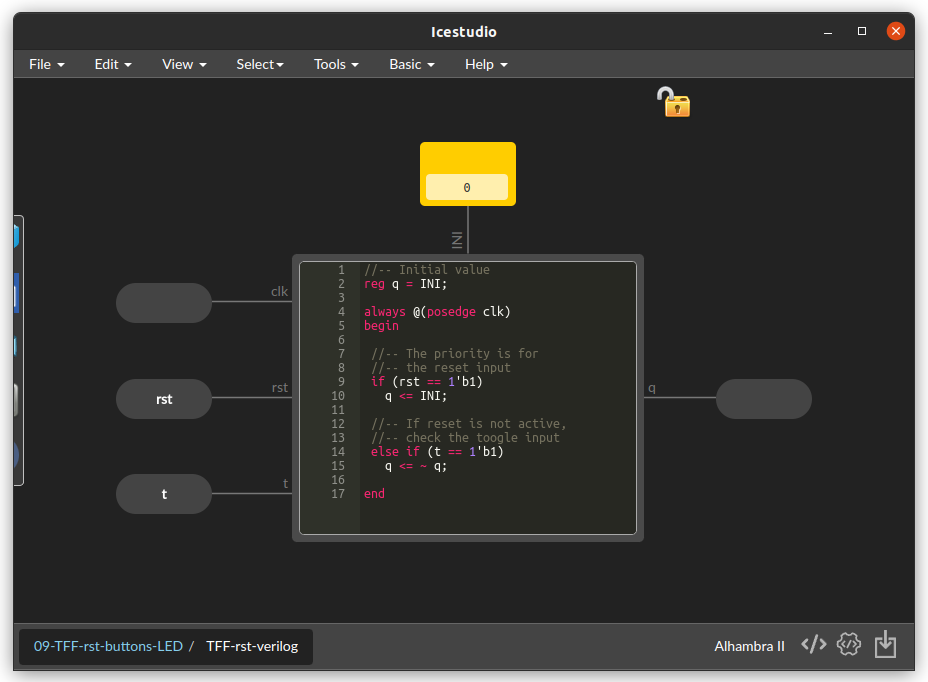 Icestudio
File Edit View Select Tools Basic Help
0
INI
clk
rst
rst
t
t
q
1 //-- Initial value
2 reg q = INI;
3
4 always @(posedge clk)
5 begin
6
7 //-- The priority is for
8 //-- the reset input
9 if (rst == 1'b1)
10 q <= INI;
11
12 //-- If reset is not active,
13 //-- check the toogle input
14 else if (t == 1'b1)
15 q <= ~ q;
16
17 end
09-TFF-rst-buttons-LED / TFF-rst-verilog
Alhambra II